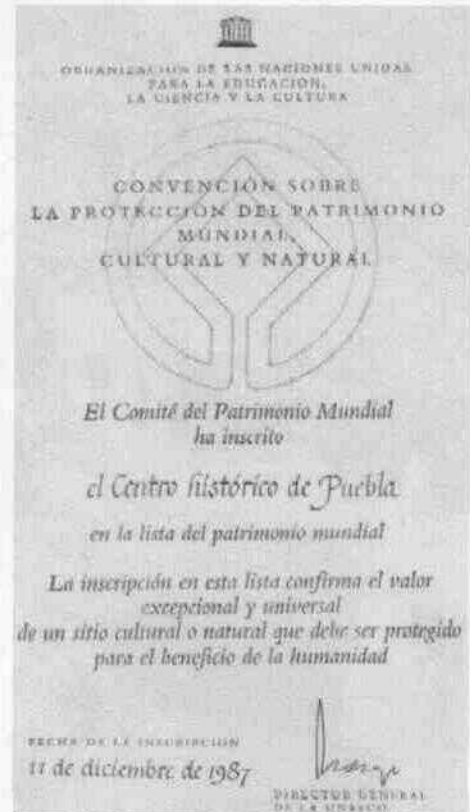 ORGANIZACION DE LAS NACIONES UNIDAS
PARA LA EDUCACION,
LA CIENCIA Y LA CULTURA
CONVENCIÓN SOBRE
LA PROTECCIÓN DEL PATRIMONIO
MUNDIAL,
CULTURAL Y NATURAL
El Comité del Patrimonio Mundial
ha inscrito
el Centro histórico de Puebla
en la lista del patrimonio mundial
La inscripción en esta lista confirma el valor
excepcional y universal
de un sitio cultural o natural que debe ser protegido
para el beneficio de la humanidad
FECHA DE LA INSCRIPCIÓN
11 de diciembre de 1987
DIRECTOR GENERAL
DE LA UNESCO